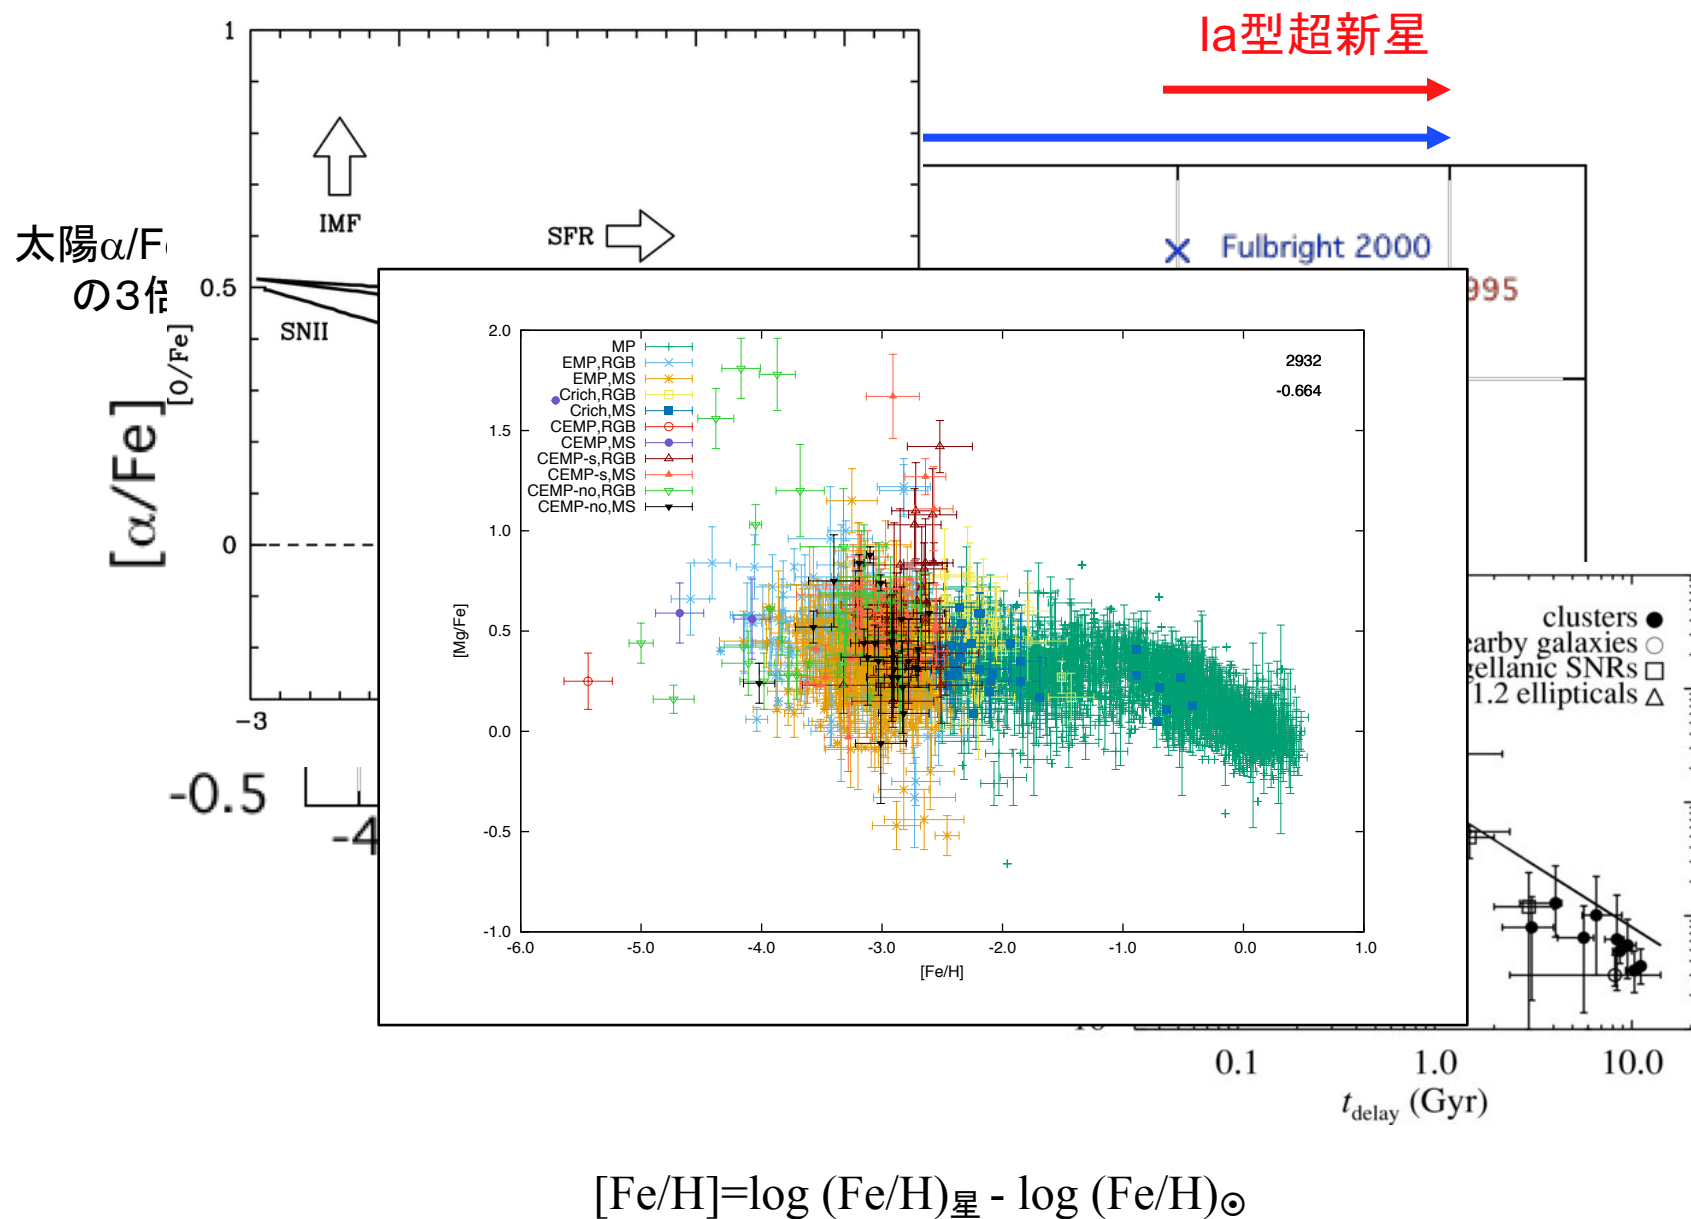 Ia型超新星
1
IMF
SFR
太陽α/F
の3倍
0.5
SNII
[O/Fe]
[α/Fe]
0
-3
-0.5
-4
Fulbright 2000
995
2.0
1.5
1.0
0.5
0.0
-0.5
-1.0
MP
EMP,RGB
EMP,MS
Crich,RGB
Crich,MS
CEMP,RGB
CEMP,MS
CEMP-s,RGB
CEMP-s,MS
CEMP-no,RGB
CEMP-no,MS
2932
-0.664
[Mg/Fe]
-6.0 -5.0 -4.0 -3.0 -2.0 -1.0 0.0 1.0
[Fe/H]
clusters
earby galaxies
gellanic SNRs
1.2 ellipticals
0.1 1.0 10.0
t delay (Gyr)
[Fe/H]=log (Fe/H)星 - log (Fe/H)⊙